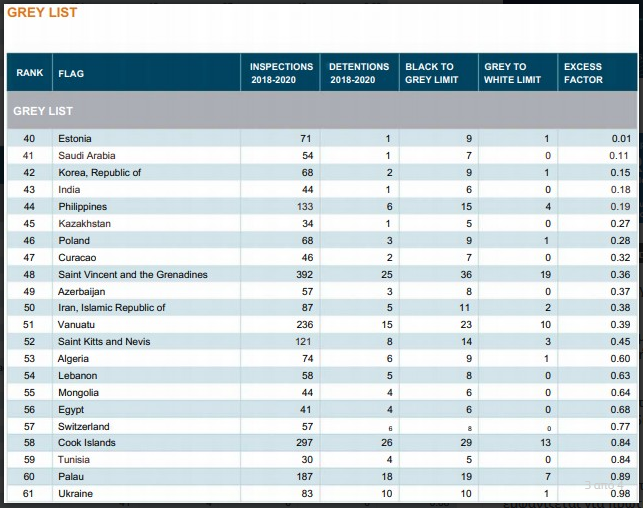 GREY LIST
RANK FLAG INSPECTIONS 2018-2020 DETENTIONS 2018-2020 BLACK TO GREY LIMIT GREY TO WHITE LIMIT EXCESS FACTOR
GREY LIST
40 Estonia 71 1 9 1 0.01
41 Saudi Arabia 54 1 7 0 0.11
42 Korea, Republic of 68 2 9 1 0.15
43 India 44 1 6 0 0.18
44 Philippines 133 6 15 4 0.19
45 Kazakhstan 34 1 5 0 0.27
46 Poland 68 3 9 1 0.28
47 Curacao 46 2 7 0 0.32
48 Saint Vincent and the Grenadines 392 25 36 19 0.36
49 Azerbaijan 57 3 8 0 0.37
50 Iran, Islamic Republic of 87 5 11 2 0.38
51 Vanuatu 236 15 23 10 0.39
52 Saint Kitts and Nevis 121 8 14 3 0.45
53 Algeria 74 6 9 1 0.60
54 Lebanon 58 5 8 0 0.63
55 Mongolia 44 4 6 0 0.64
56 Egypt 41 4 6 0 0.68
57 Switzerland 57 6 8 0 0.77
58 Cook Islands 297 26 29 13 0.84
59 Tunisia 30 4 5 0 0.84
60 Palau 187 18 19 7 0.89
3 and 4
61 Ukraine 83 10 10 1 0.98